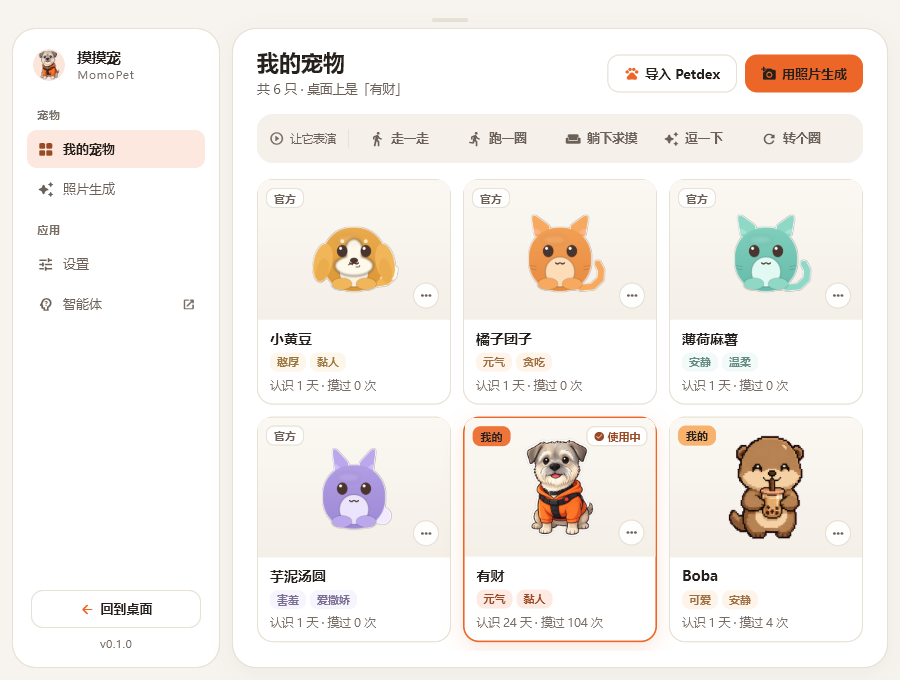 摸摸宠
MomoPet
宠物
我的宠物
照片生成
应用
设置
智能体
回到桌面
v0.1.0
我的宠物
共 6 只 · 桌面上是「有财」
导入 Petdex
用照片生成
让它表演
走一走
跑一圈
躺下求摸
逗一下
转个圈
官方
小黄豆
憨厚 黏人
认识 1 天 · 摸过 0 次
官方
橘子团子
元气 贪吃
认识 1 天 · 摸过 0 次
官方
薄荷麻薯
安静 温柔
认识 1 天 · 摸过 0 次
官方
芋泥汤圆
害羞 爱撒娇
认识 1 天 · 摸过 0 次
我的 使用中
有财
元气 黏人
认识 24 天 · 摸过 104 次
我的
Boba
可爱 安静
认识 1 天 · 摸过 4 次